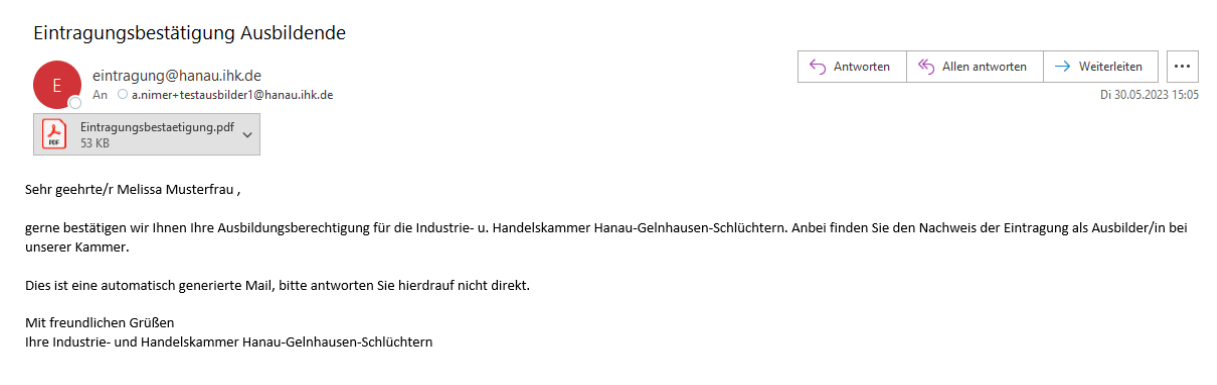 Eintragungsbestätigung Ausbildende
E
eintragung@hanau.ihk.de
An a.nimer+testausbilder1@hanau.ihk.de
Antworten
Allen antworten
Weiterleiten
...
Di 30.05.2023 15:05
PDF
Eintragungsbestaetigung.pdf
53 KB
Sehr geehrte/r Melissa Musterfrau ,
gerne bestätigen wir Ihnen Ihre Ausbildungsberechtigung für die Industrie- u. Handelskammer Hanau-Gelnhausen-Schlüchtern. Anbei finden Sie den Nachweis der Eintragung als Ausbilder/in bei
unserer Kammer.
Dies ist eine automatisch generierte Mail, bitte antworten Sie hierdrauf nicht direkt.
Mit freundlichen Grüßen
Ihre Industrie- und Handelskammer Hanau-Gelnhausen-Schlüchtern